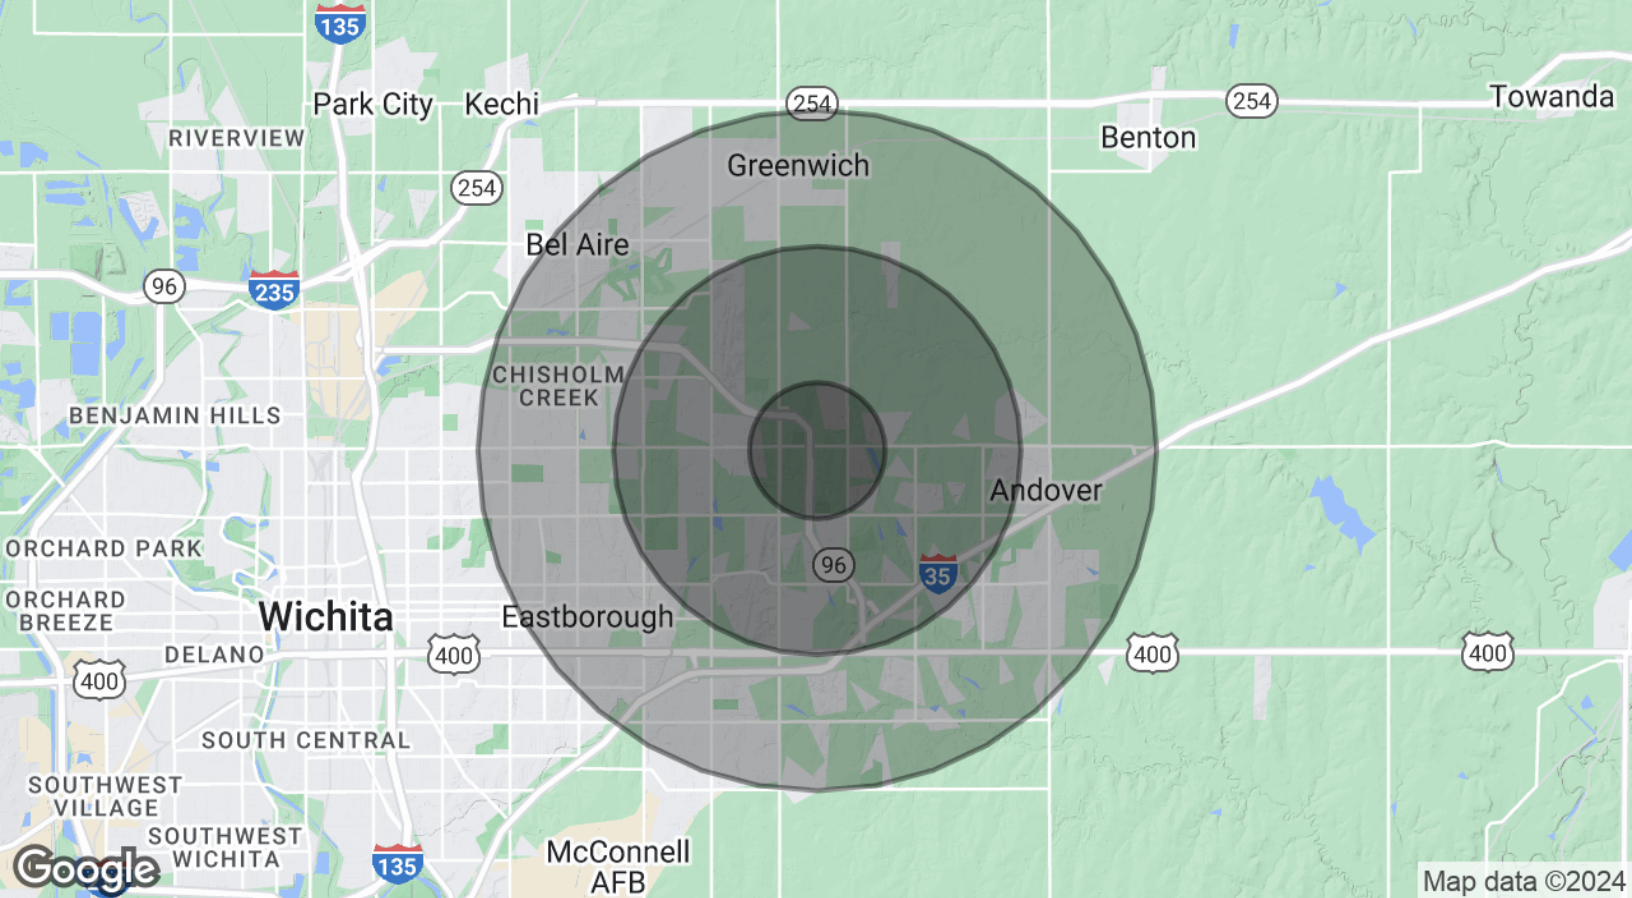 135
Park City
Kechi
254
254
Towanda
RIVERVIEW
Benton
Greenwich
254
Bel Aire
96
235
CHISHOLM
CREEK
BENJAMIN HILLS
Andover
ORCHARD PARK
96
35
ORCHARD
BREEZE
Wichita
Eastborough
DELANO
400
400
400
400
SOUTH CENTRAL
SOUTHWEST
VILLAGE
SOUTHWEST
WICHITA
McConnell
AFB
135
Google
Map data ©2024